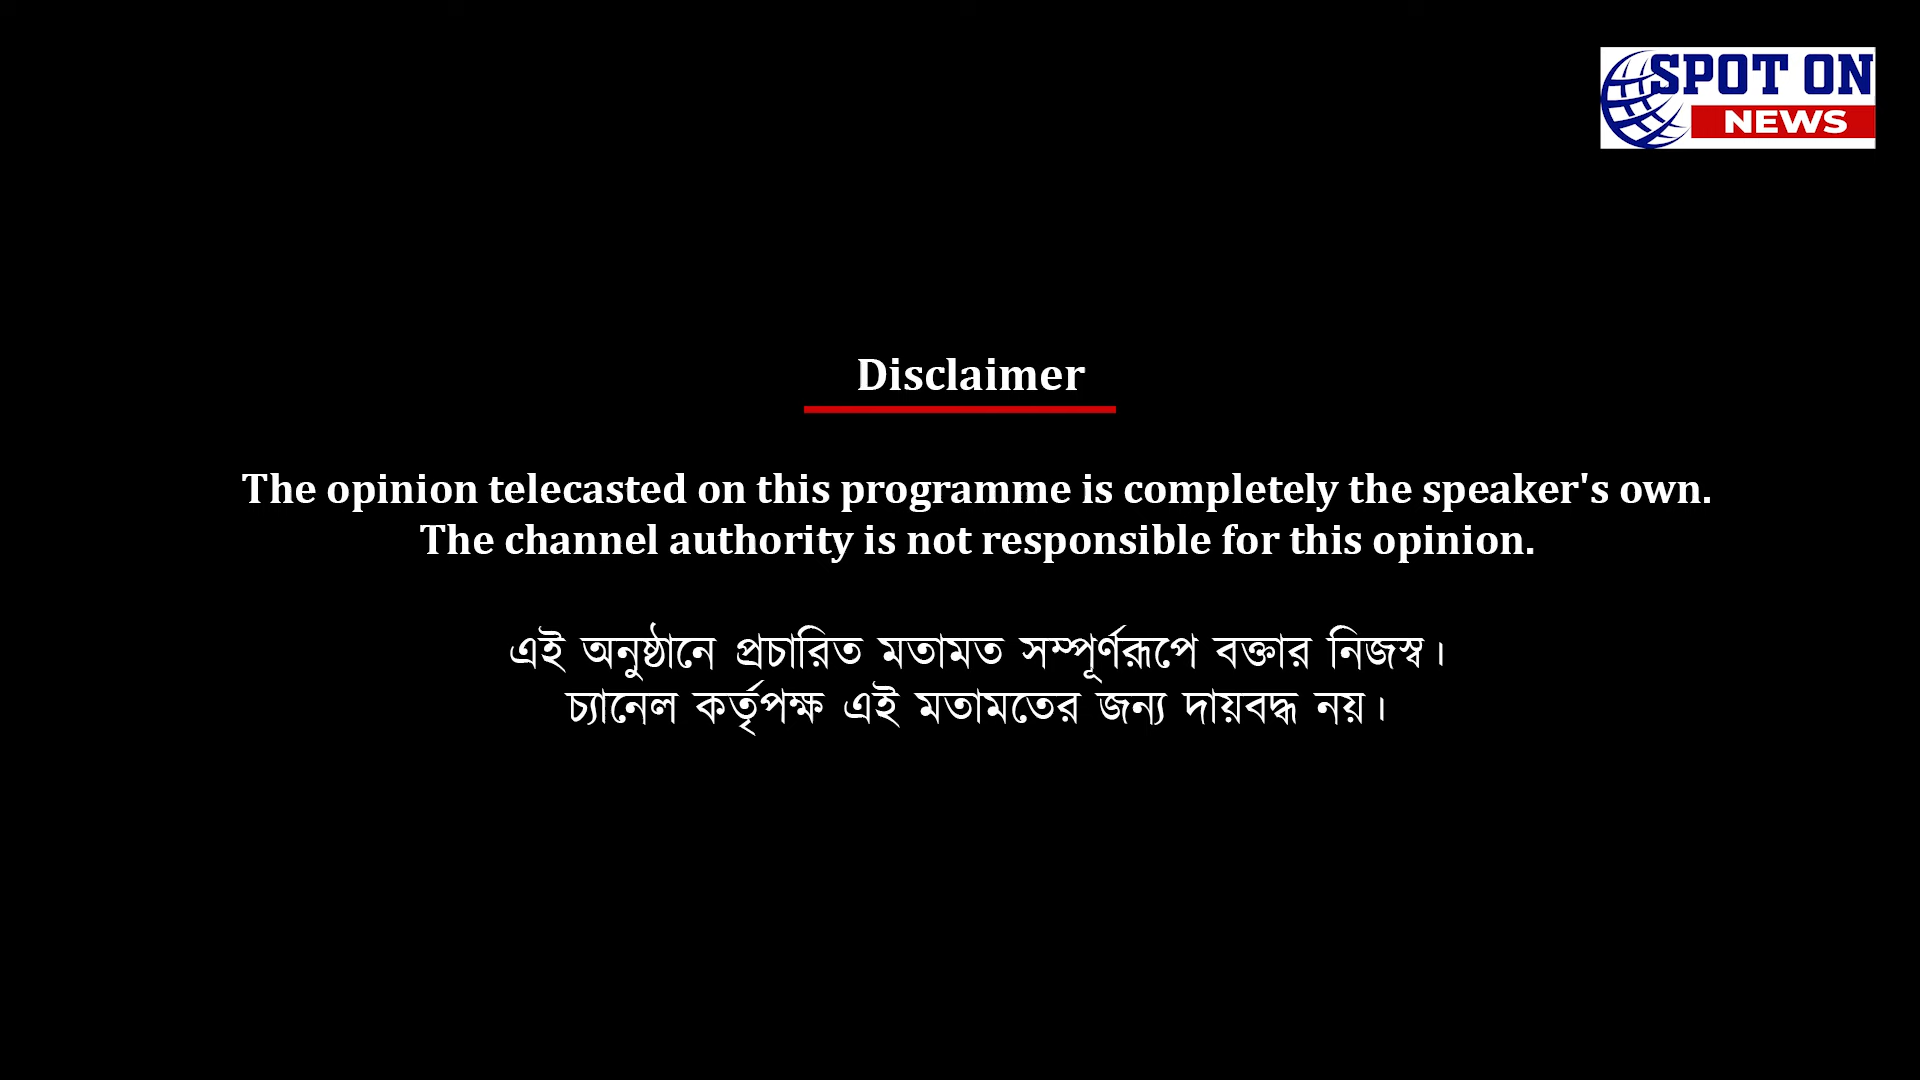 SPOT ON
NEWS
Disclaimer
The opinion telecasted on this programme is completely the speaker's own.
The channel authority is not responsible for this opinion.
এই অনুষ্ঠানে প্রচারিত মতামত সম্পূর্ণরূপে বক্তার নিজস্ব।
চ্যানেল কর্তৃপক্ষ এই মতামতের জন্য দায়বদ্ধ নয়।